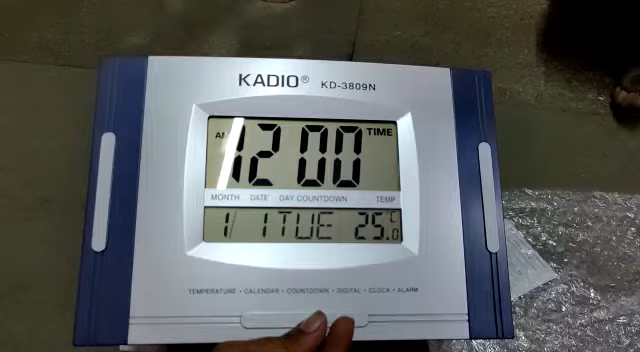 KADIO® KD-3809N
AM 12:00 TIME
MONTH DATE DAY COUNTDOWN TEMP
1/ 1 TUE 25.0 °C
TEMPERATURE • CALENDAR • COUNTDOWN • DIGITAL • CLOCK • ALARM